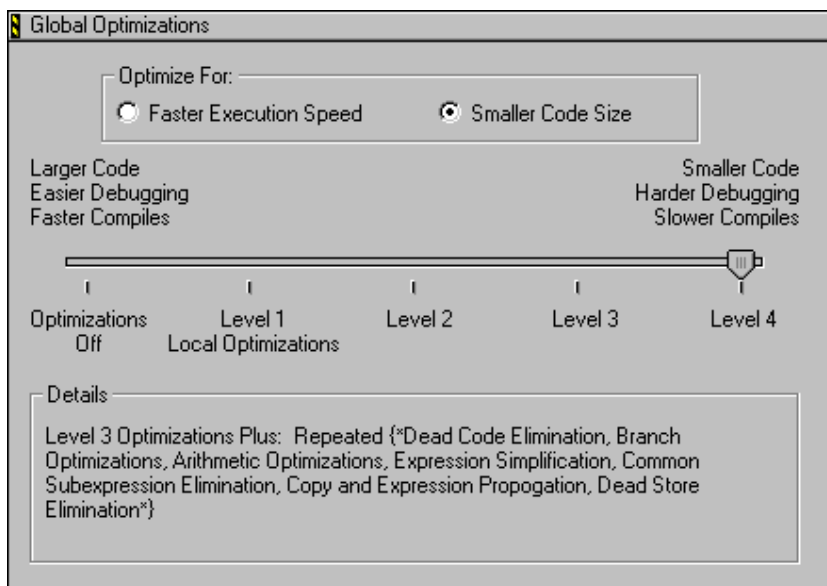 Global Optimizations
Optimize For:
Faster Execution Speed Smaller Code Size
Larger Code
Easier Debugging
Faster Compiles
Smaller Code
Harder Debugging
Slower Compiles
Optimizations Off
Level 1
Local Optimizations
Level 2
Level 3
Level 4
Details
Level 3 Optimizations Plus: Repeated {*Dead Code Elimination, Branch
Optimizations, Arithmetic Optimizations, Expression Simplification, Common
Subexpression Elimination, Copy and Expression Propogation, Dead Store
Elimination*}